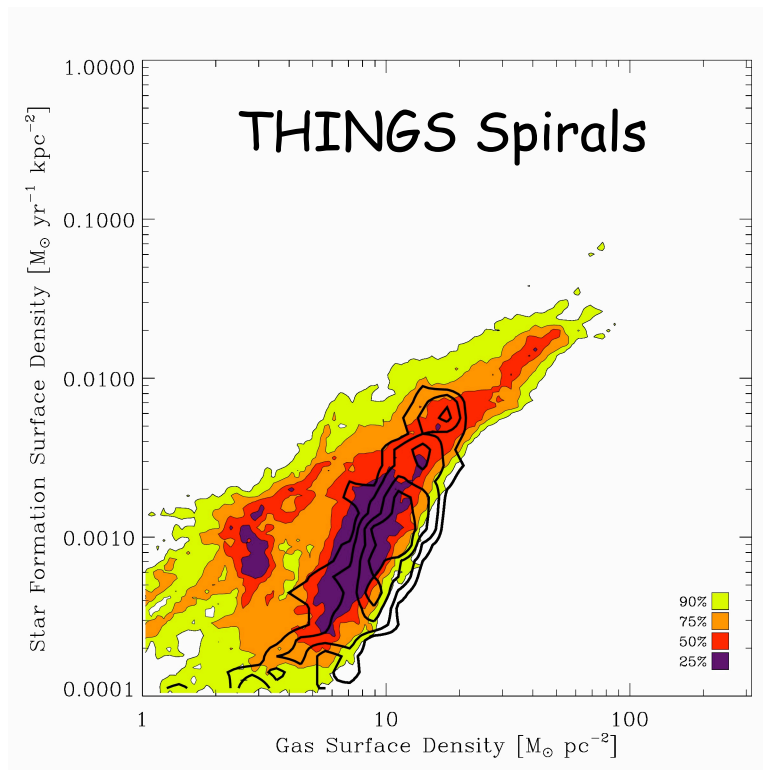 THINGS Spirals
Star Formation Surface Density [M⊙ yr⁻¹ kpc⁻²]
1.0000
0.1000
0.0100
0.0010
0.0001
90%
75%
50%
25%
1 10 100
Gas Surface Density [M⊙ pc⁻²]